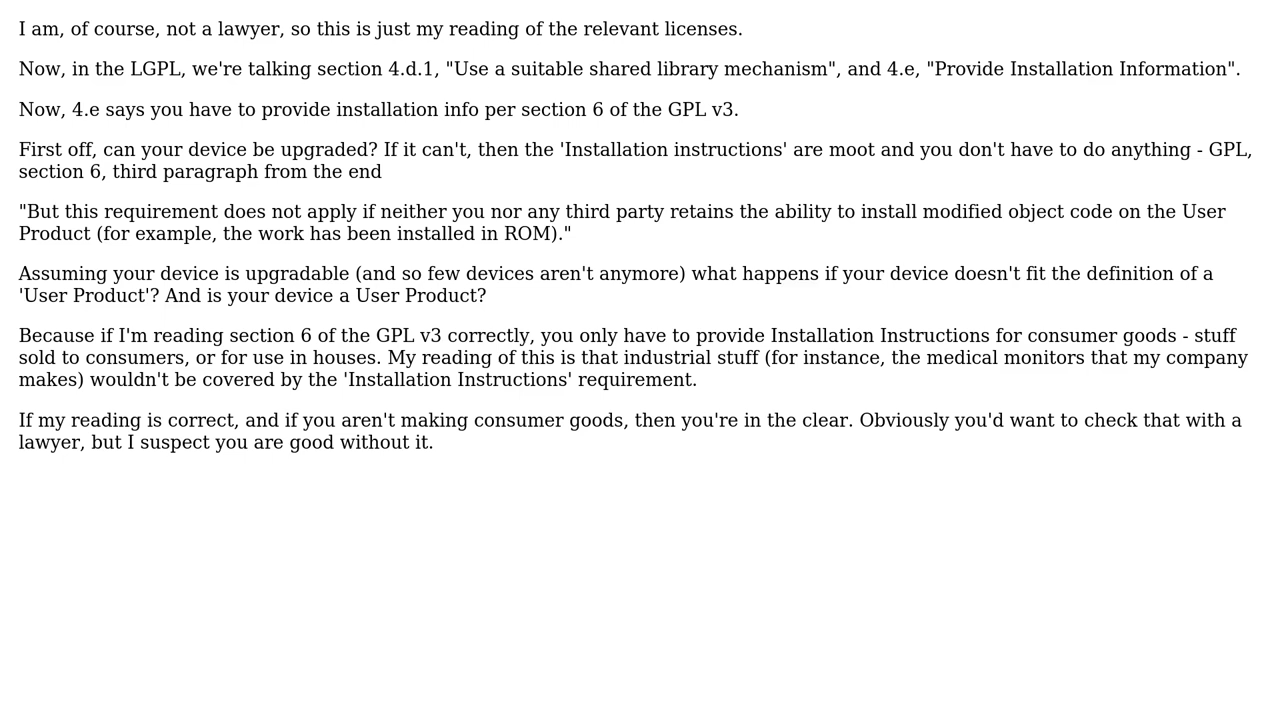 I am, of course, not a lawyer, so this is just my reading of the relevant licenses.
Now, in the LGPL, we're talking section 4.d.1, "Use a suitable shared library mechanism", and 4.e, "Provide Installation Information".
Now, 4.e says you have to provide installation info per section 6 of the GPL v3.
First off, can your device be upgraded? If it can't, then the 'Installation instructions' are moot and you don't have to do anything - GPL,
section 6, third paragraph from the end
"But this requirement does not apply if neither you nor any third party retains the ability to install modified object code on the User
Product (for example, the work has been installed in ROM)."
Assuming your device is upgradable (and so few devices aren't anymore) what happens if your device doesn't fit the definition of a
'User Product'? And is your device a User Product?
Because if I'm reading section 6 of the GPL v3 correctly, you only have to provide Installation Instructions for consumer goods - stuff
sold to consumers, or for use in houses. My reading of this is that industrial stuff (for instance, the medical monitors that my company
makes) wouldn't be covered by the 'Installation Instructions' requirement.
If my reading is correct, and if you aren't making consumer goods, then you're in the clear. Obviously you'd want to check that with a
lawyer, but I suspect you are good without it.